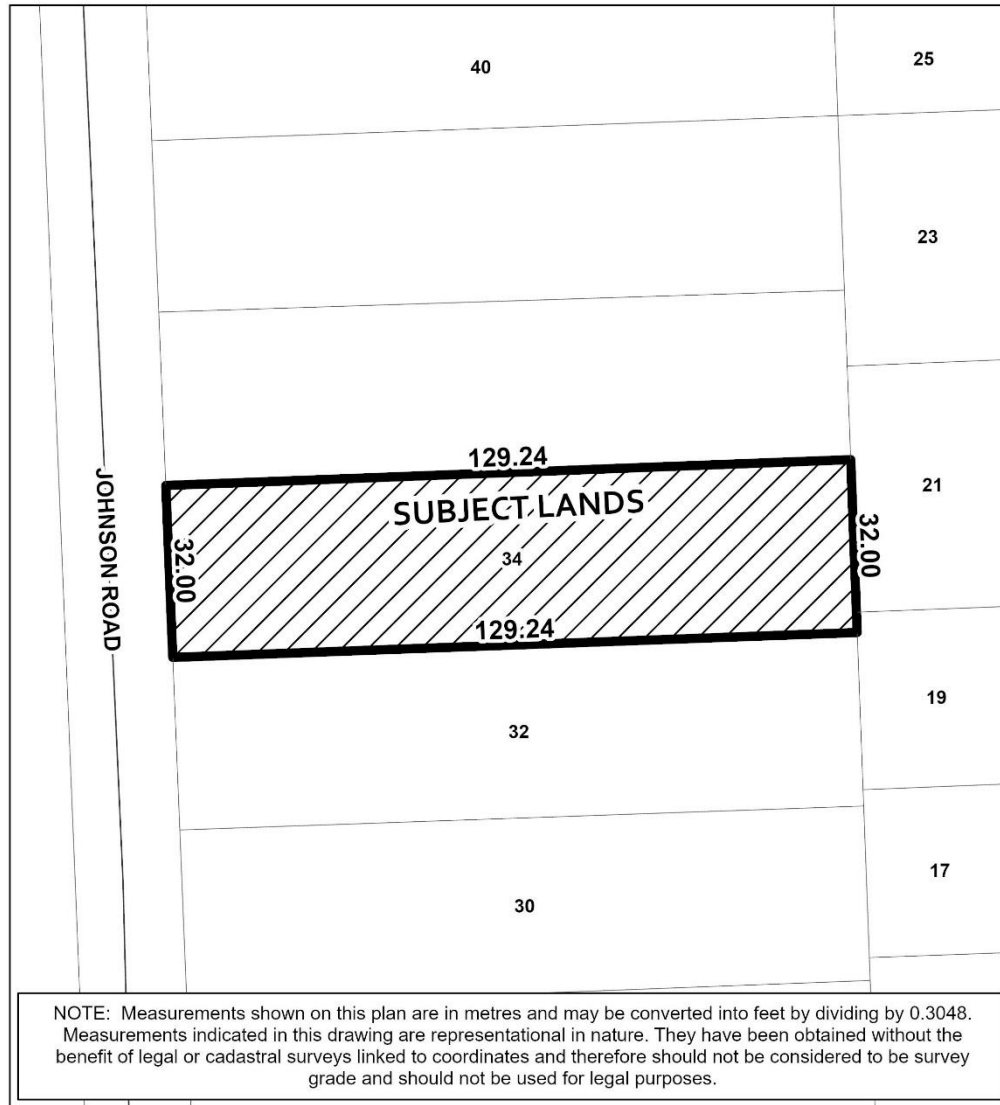 40
25
23
129.24
SUBJECT LANDS
21
JOHNSON ROAD
32.00
34
32.00
129.24
19
32
17
30
NOTE: Measurements shown on this plan are in metres and may be converted into feet by dividing by 0.3048.
Measurements indicated in this drawing are representational in nature. They have been obtained without the
benefit of legal or cadastral surveys linked to coordinates and therefore should not be considered to be survey
grade and should not be used for legal purposes.